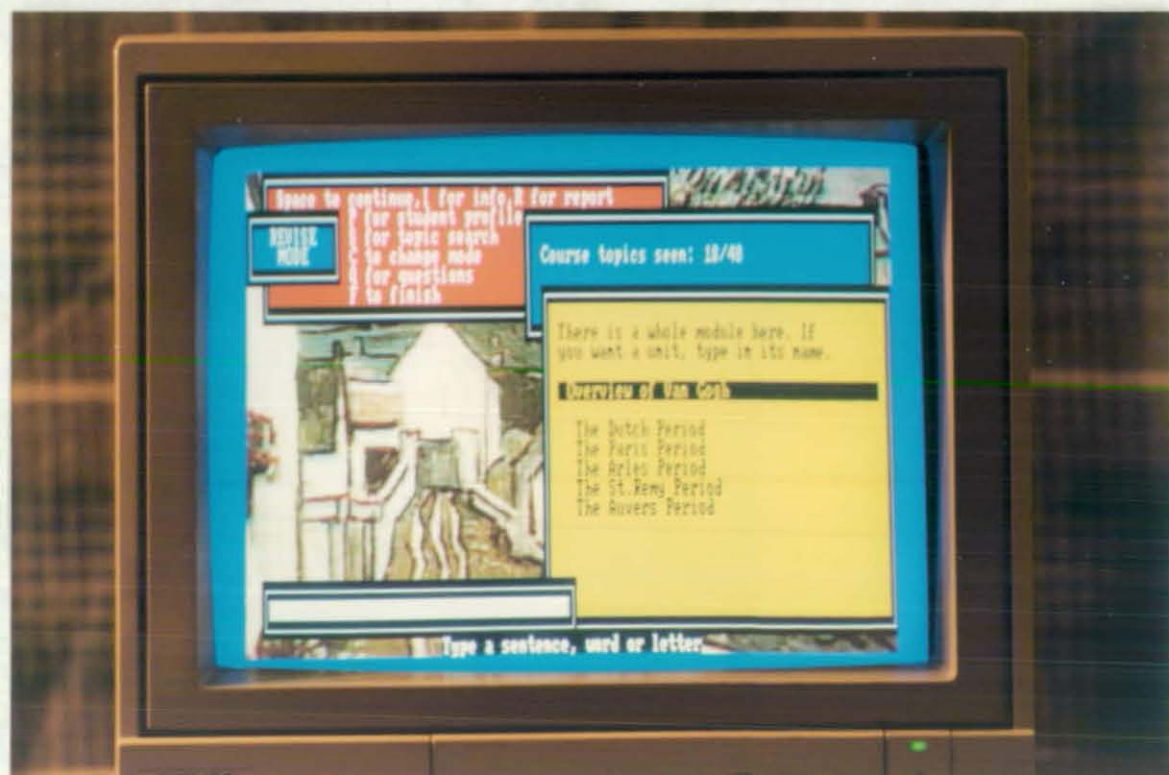 Space to continue, I for info, R for report
P for student profile
for topic search
C to change mode
Q for questions
F to finish
REVISE
MODE
Course topics seen: 18/40
There is a whole module here. If
you want a unit, type in its name.
Overview of Van Gogh
The Dutch Period
The Paris Period
The Arles Period
The St.Remy Period
The Auvers Period
Type a sentence, word or letter